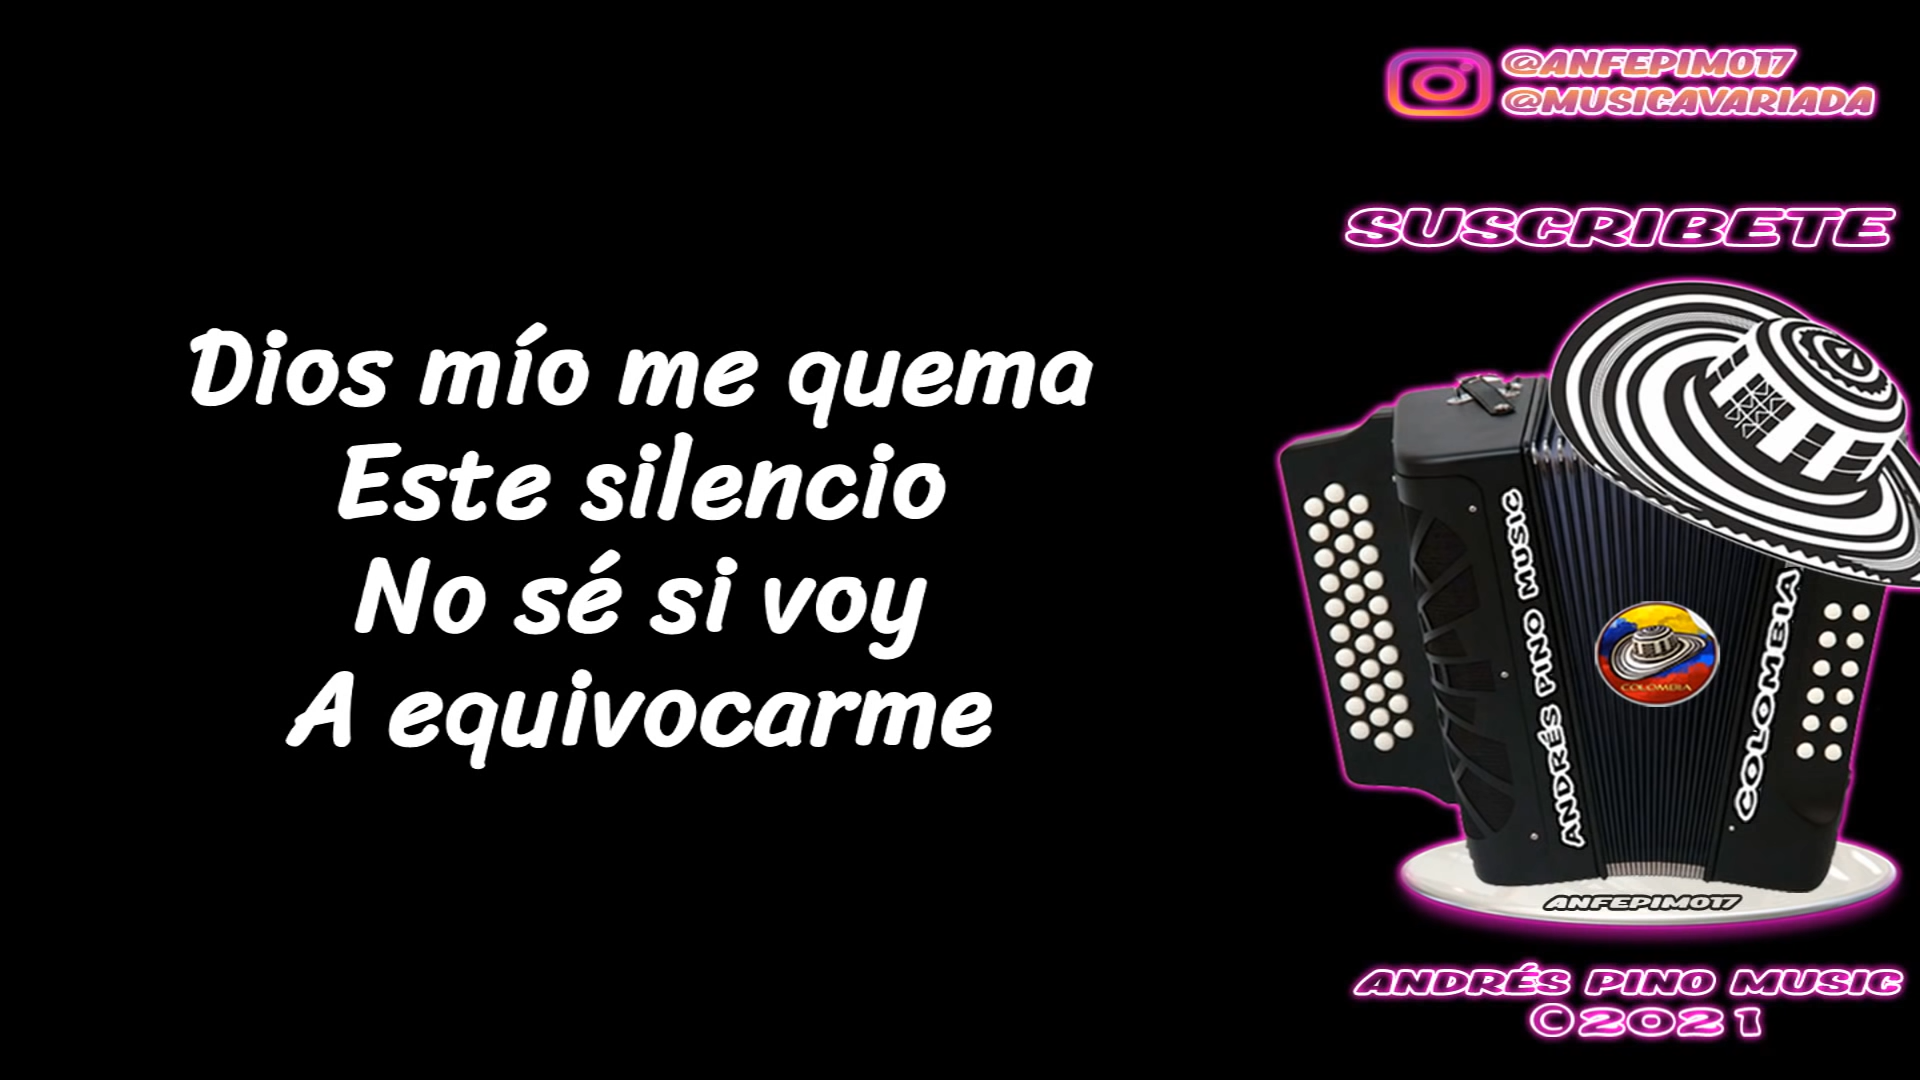 @ANFEPIMO17
@MUSICAVARIADA
SUSCRIBETE
Dios mío me quema
Este silencio
No sé si voy
A equivocarme
ANDRÉS PINO MUSIC
COLOMBIA
COLOMBIA
ANFEPIMO17
ANDRÉS PINO MUSIC
©2021